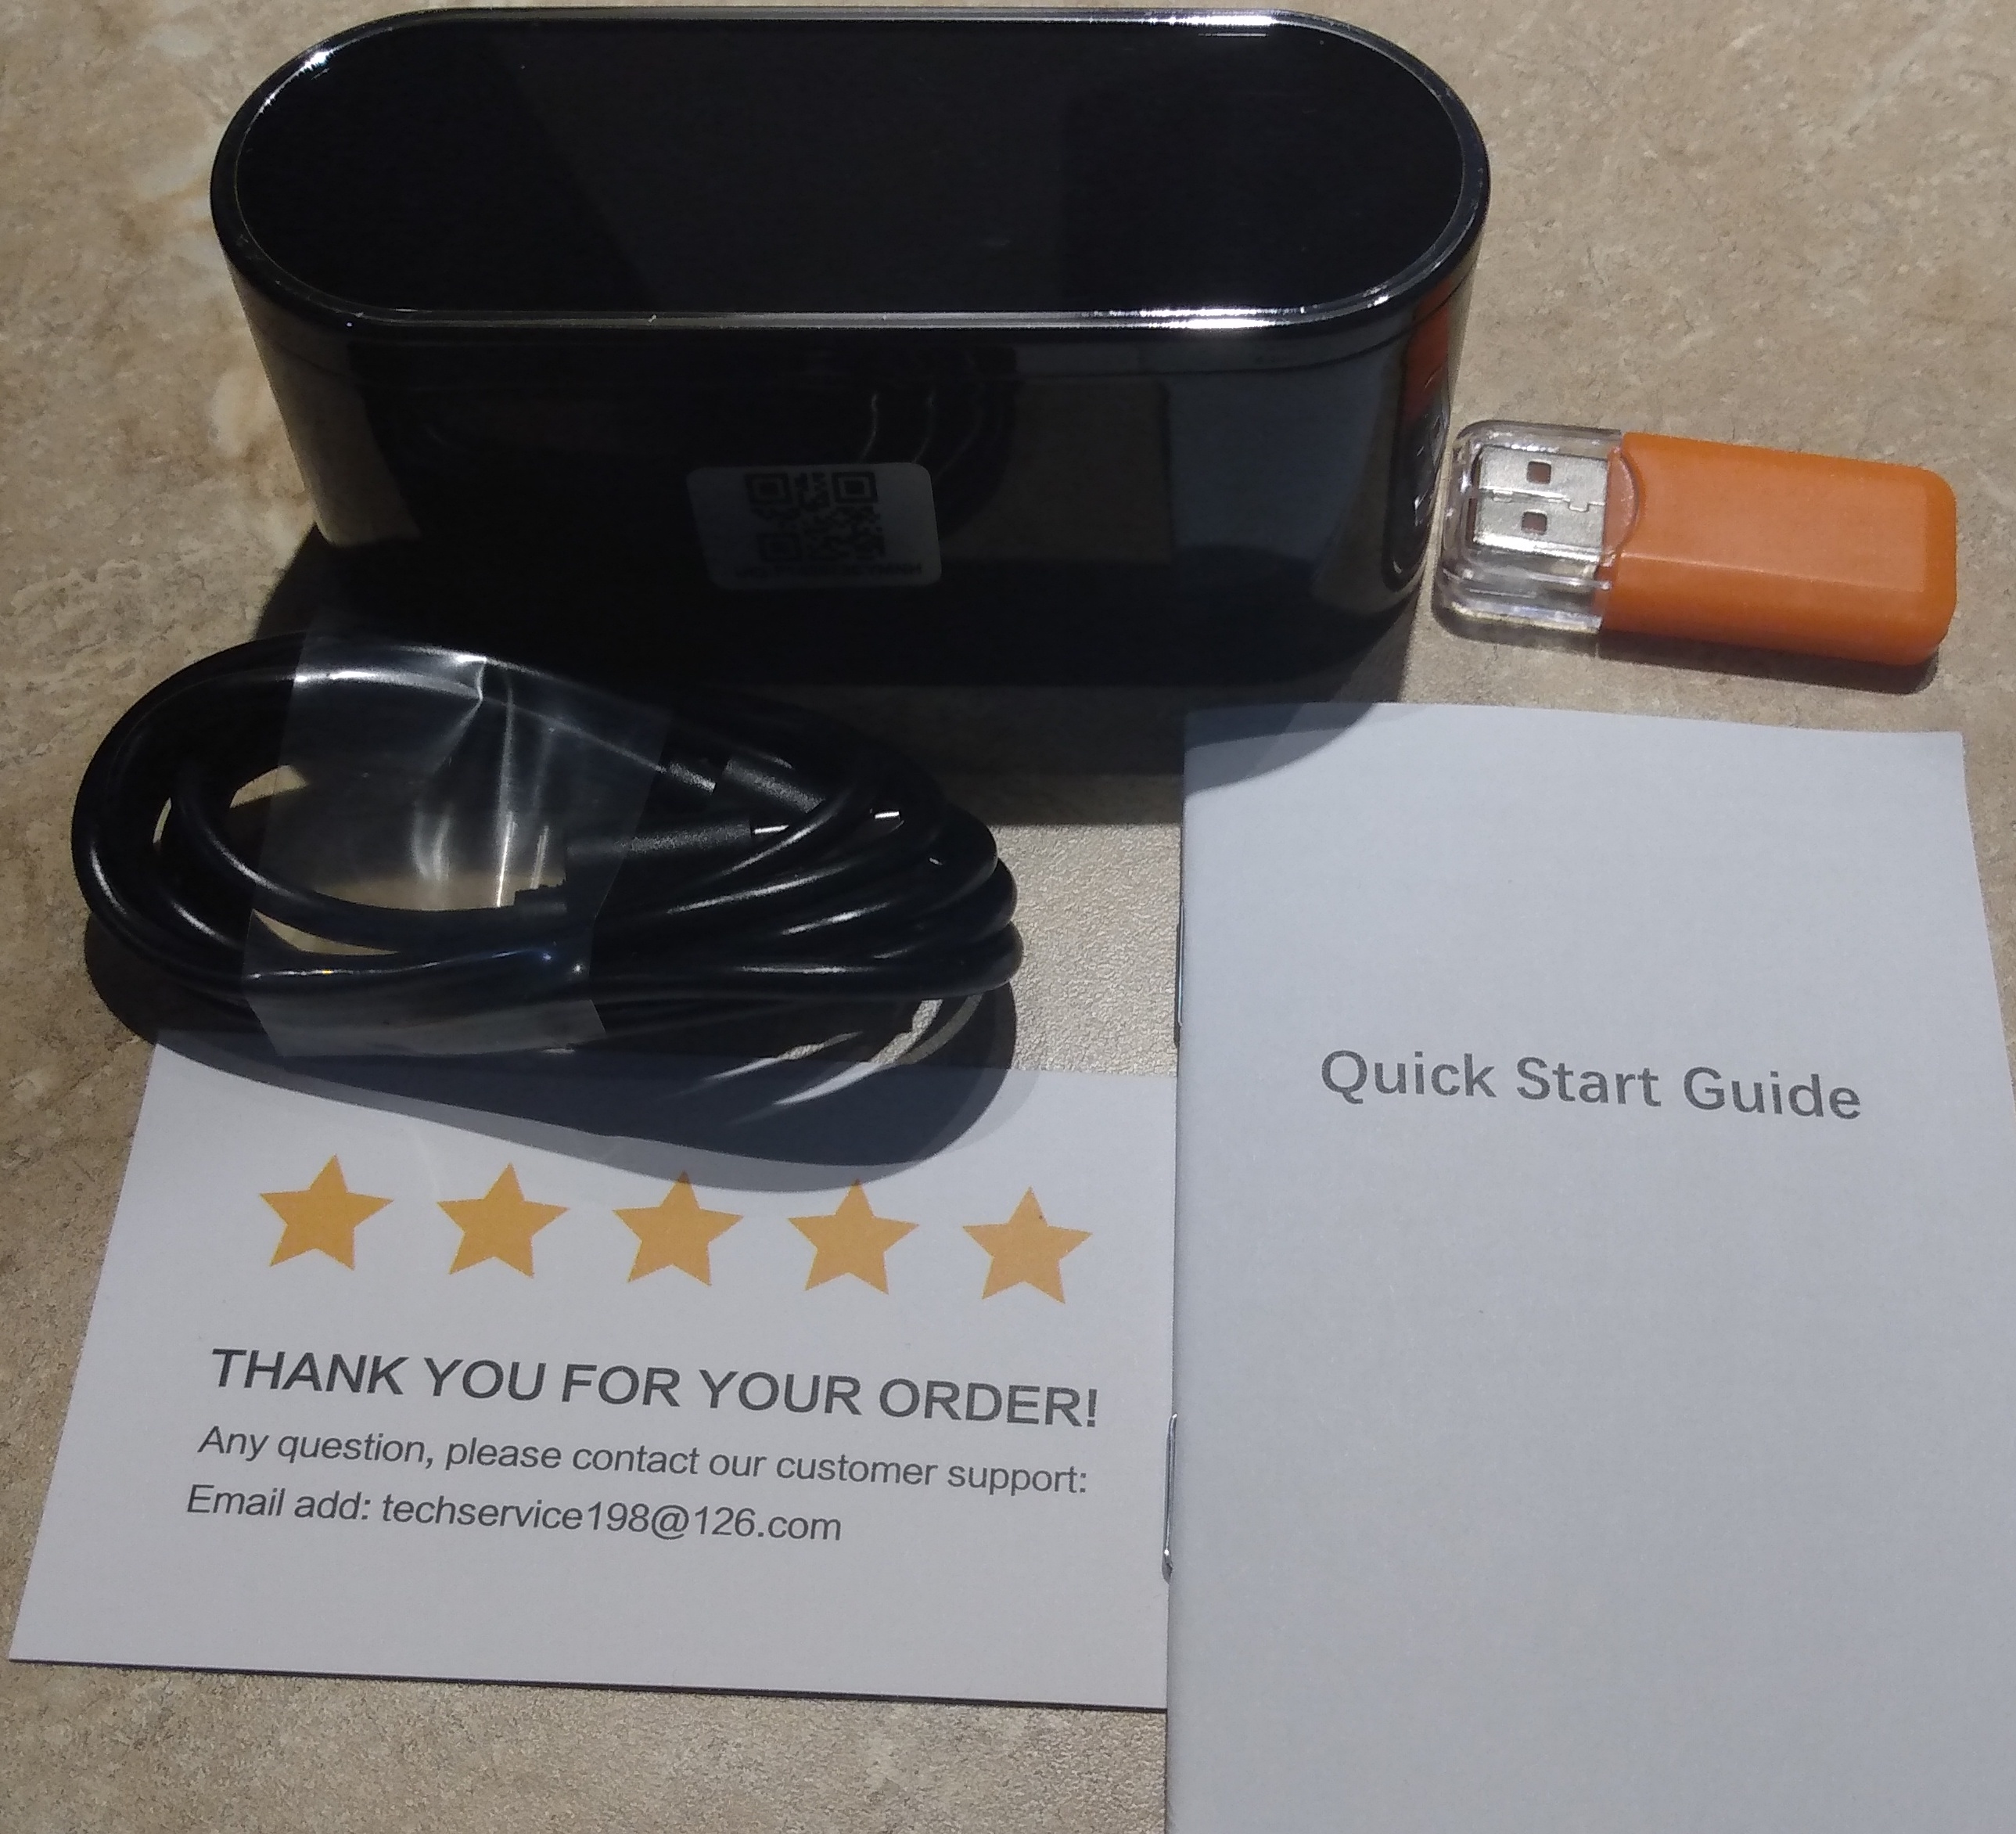 Quick Start Guide
THANK YOU FOR YOUR ORDER!
Any question, please contact our customer support:
Email add: techservice198@126.com